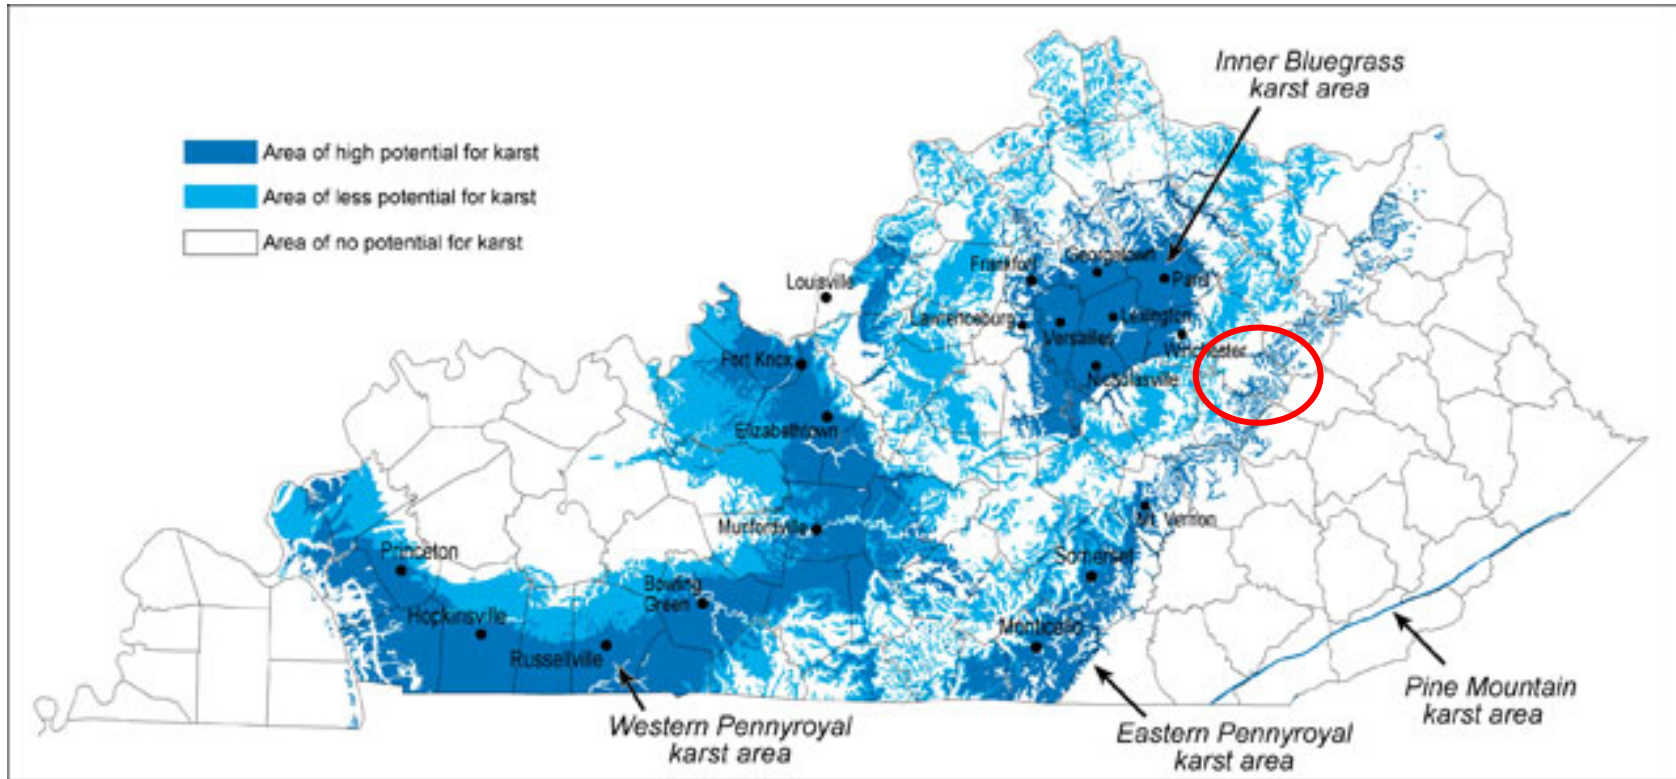 Inner Bluegrass
karst area
Area of high potential for karst
Area of less potential for karst
Area of no potential for karst
Georgetown
Frankfort
Paris
Louisville
Lawrenceburg
Lexington
Versailles
Winchester
Fort Knox
Nicholasville
Elizabethtown
Munfordville
Mt. Vernon
Princeton
Somerset
Bowling
Green
Hopkinsville
Monticello
Russellville
Pine Mountain
karst area
Western Pennyroyal
karst area
Eastern Pennyroyal
karst area